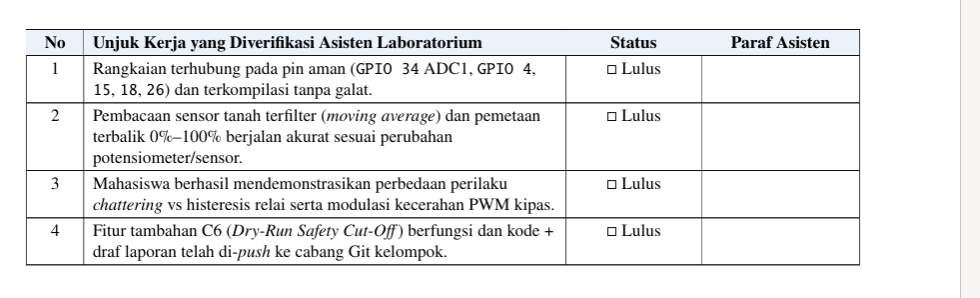 No Unjuk Kerja yang Diverifikasi Asisten Laboratorium Status Paraf Asisten
1 Rangkaian terhubung pada pin aman (GPIO 34 ADC1, GPIO 4, □ Lulus
15, 18, 26) dan terkompilasi tanpa galat.
2 Pembacaan sensor tanah terfilter (moving average) dan pemetaan □ Lulus
terbalik 0%–100% berjalan akurat sesuai perubahan
potensiometer/sensor.
3 Mahasiswa berhasil mendemonstrasikan perbedaan perilaku □ Lulus
chattering vs histeresis relai serta modulasi kecerahan PWM kipas.
4 Fitur tambahan C6 (Dry-Run Safety Cut-Off) berfungsi dan kode + □ Lulus
draf laporan telah di-push ke cabang Git kelompok.